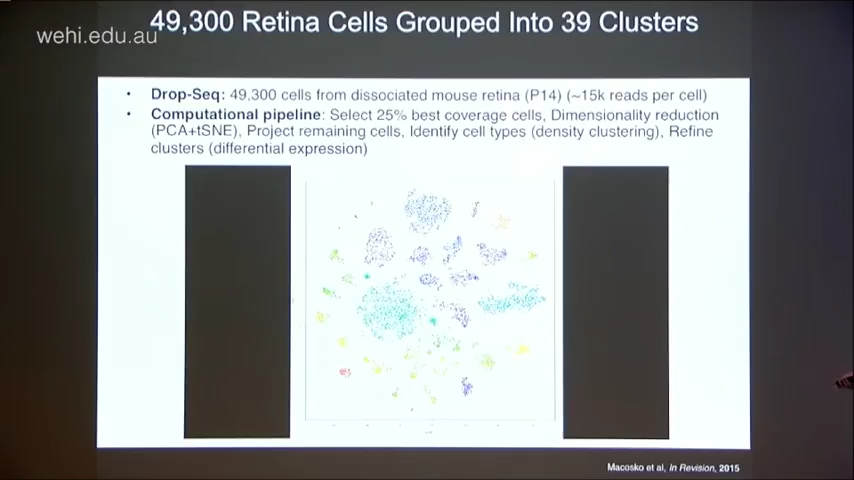 49,300 Retina Cells Grouped Into 39 Clusters
wehi.edu.au
• Drop-Seq: 49,300 cells from dissociated mouse retina (P14) (~15k reads per cell)
• Computational pipeline: Select 25% best coverage cells, Dimensionality reduction
(PCA+tSNE), Project remaining cells, Identify cell types (density clustering), Refine
clusters (differential expression)
Macosko et al, In Revision, 2015